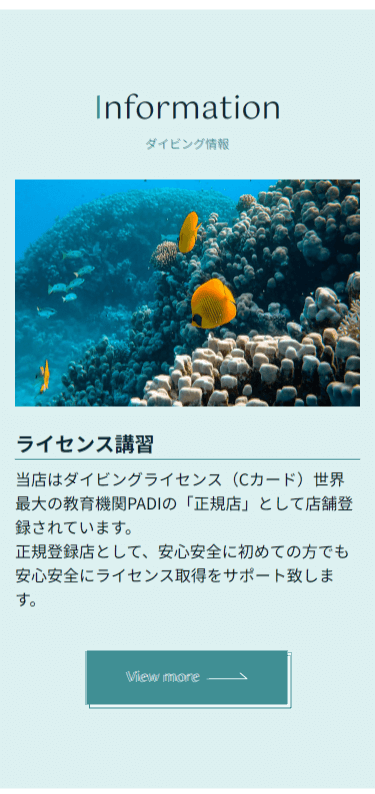 Information
ダイビング情報
ライセンス講習
当店はダイビングライセンス（Cカード）世界
最大の教育機関PADIの「正規店」として店舗登
録されています。
正規登録店として、安心安全に初めての方でも
安心安全にライセンス取得をサポート致しま
す。
View more